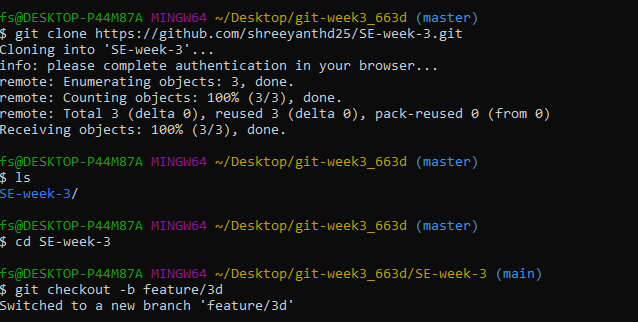 fs@DESKTOP-P44M87A MINGW64 ~/Desktop/git-week3_663d (master)
$ git clone https://github.com/shreeyanthd25/SE-week-3.git
Cloning into 'SE-week-3'...
info: please complete authentication in your browser...
remote: Enumerating objects: 3, done.
remote: Counting objects: 100% (3/3), done.
remote: Total 3 (delta 0), reused 3 (delta 0), pack-reused 0 (from 0)
Receiving objects: 100% (3/3), done.
fs@DESKTOP-P44M87A MINGW64 ~/Desktop/git-week3_663d (master)
$ ls
SE-week-3/
fs@DESKTOP-P44M87A MINGW64 ~/Desktop/git-week3_663d (master)
$ cd SE-week-3
fs@DESKTOP-P44M87A MINGW64 ~/Desktop/git-week3_663d/SE-week-3 (main)
$ git checkout -b feature/3d
Switched to a new branch 'feature/3d'